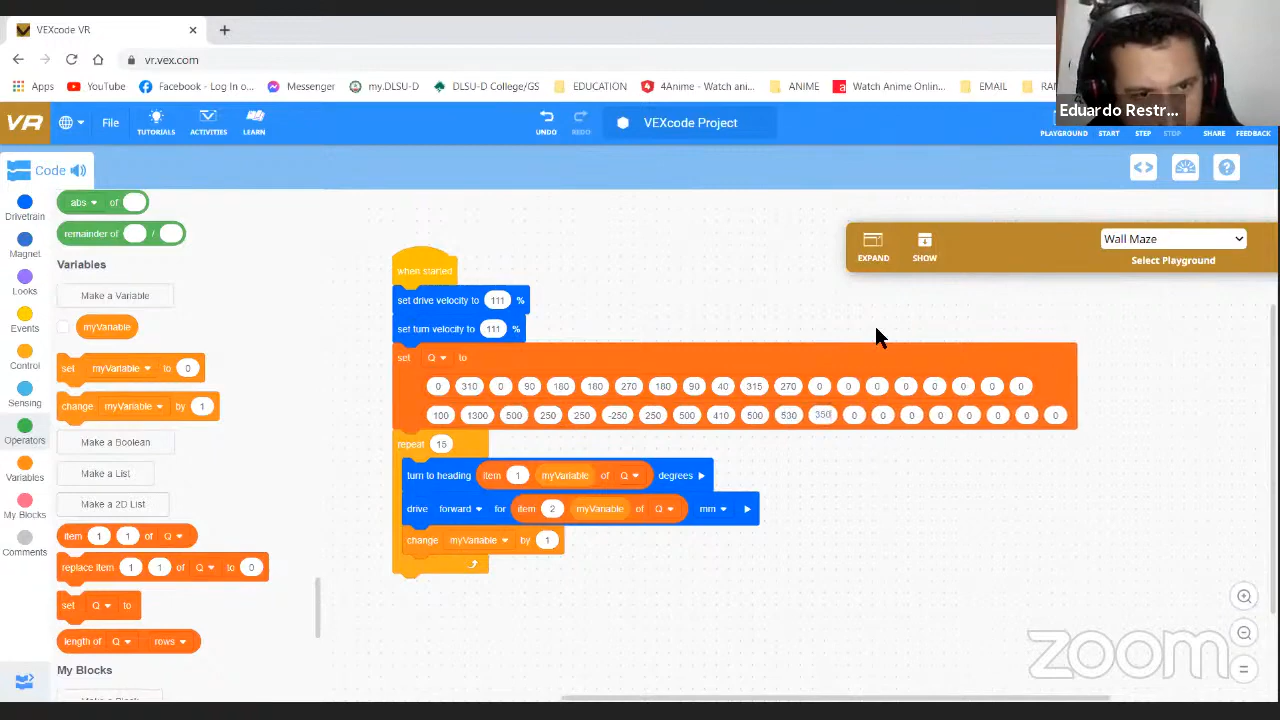 VEXcode VR
vr.vex.com
Apps YouTube Facebook - Log In o... Messenger my.DLSU-D DLSU-D College/GS EDUCATION 4Anime - Watch ani... ANIME Watch Anime Online... EMAIL
Eduardo Restr...
VR File TUTORIALS ACTIVITIES LEARN UNDO REDO VEXcode Project PLAYGROUND START STEP STOP SHARE FEEDBACK
Code
Drivetrain
Magnet
Looks
Events
Control
Sensing
Operators
Variables
My Blocks
Comments
abs of
remainder of /
Variables
Make a Variable
myVariable
set myVariable to 0
change myVariable by 1
Make a Boolean
Make a List
Make a 2D List
item 1 1 of Q
replace item 1 1 of Q to 0
set Q to
length of Q rows
My Blocks
when started
set drive velocity to 111 %
set turn velocity to 111 %
set Q to
0 310 0 90 180 180 270 180 90 40 315 270 0 0 0 0 0 0 0 0
100 1300 500 250 250 -250 250 500 410 500 530 350 0 0 0 0 0 0 0 0
repeat 15
turn to heading item 1 myVariable of Q degrees
drive forward for item 2 myVariable of Q mm
change myVariable by 1
EXPAND SHOW Wall Maze
Select Playground
zoom